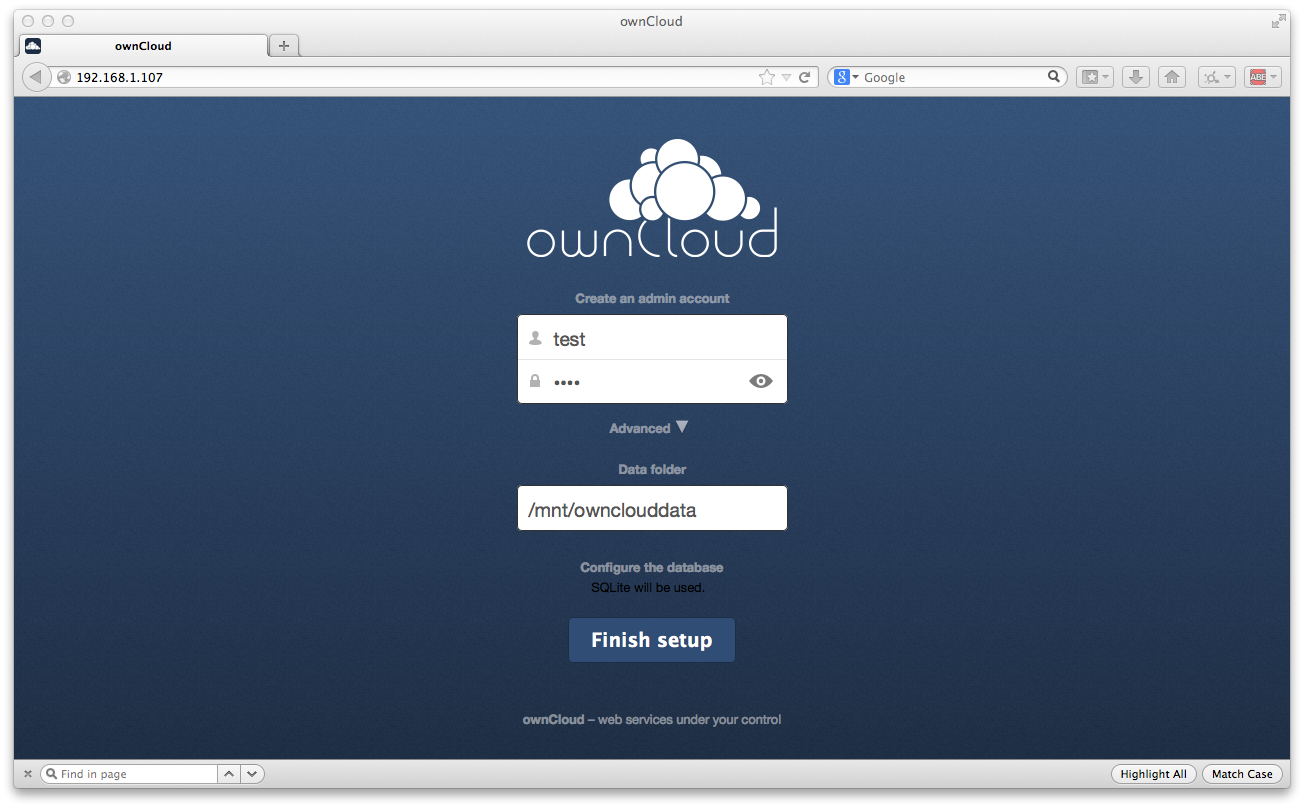 ownCloud
ownCloud
192.168.1.107
8 Google
ABE
ownCloud
Create an admin account
test
••••
Advanced ▼
Data folder
/mnt/ownclouddata
Configure the database
SQLite will be used.
Finish setup
ownCloud – web services under your control
Find in page
Highlight All
Match Case